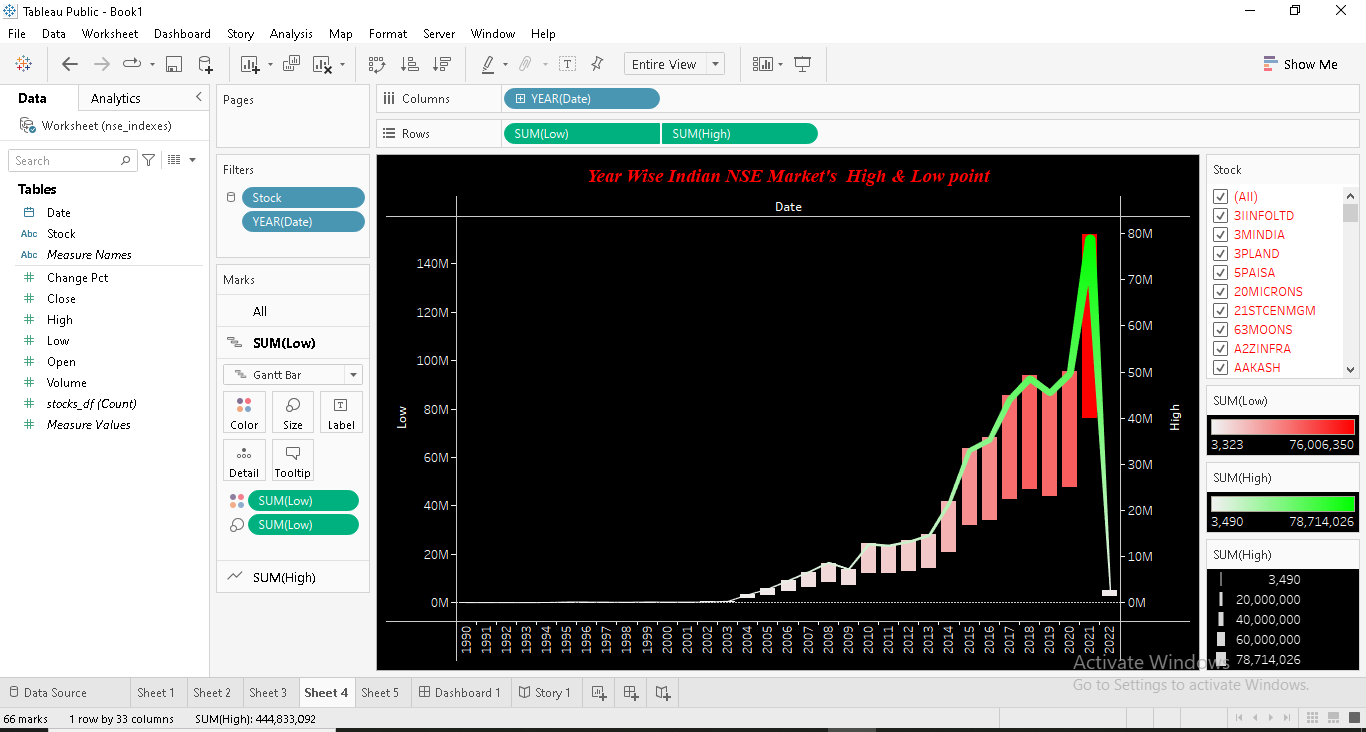 Tableau Public - Book1
File Data Worksheet Dashboard Story Analysis Map Format Server Window Help
Entire View
Show Me
Data Analytics
Worksheet (nse_indexes)
Search
Tables
Date
Abc Stock
Abc Measure Names
Change Pct
Close
High
Low
Open
Volume
stocks_df (Count)
Measure Values
Pages
Filters
Stock
YEAR(Date)
Marks
All
SUM(Low)
Gantt Bar
Color Size Label
Detail Tooltip
SUM(Low)
SUM(Low)
SUM(High)
Columns YEAR(Date)
Rows SUM(Low) SUM(High)
Year Wise Indian NSE Market's High & Low point
Date
Low
140M
120M
100M
80M
60M
40M
20M
0M
80M
70M
60M
50M
40M
30M
20M
10M
0M
High
1990 1991 1992 1993 1994 1995 1996 1997 1998 1999 2000 2001 2002 2003 2004 2005 2006 2007 2008 2009 2010 2011 2012 2013 2014 2015 2016 2017 2018 2019 2020 2021 2022
Stock
(All)
3IINFOLTD
3MINDIA
3PLAND
5PAISA
20MICRONS
21STCENMGM
63MOONS
A2ZINFRA
AAKASH
SUM(Low)
3,323 76,006,350
SUM(High)
3,490 78,714,026
SUM(High)
3,490
20,000,000
40,000,000
60,000,000
78,714,026
Activate Windows
Go to Settings to activate Windows.
Data Source Sheet 1 Sheet 2 Sheet 3 Sheet 4 Sheet 5 Dashboard 1 Story 1
66 marks 1 row by 33 columns SUM(High): 444,833,092